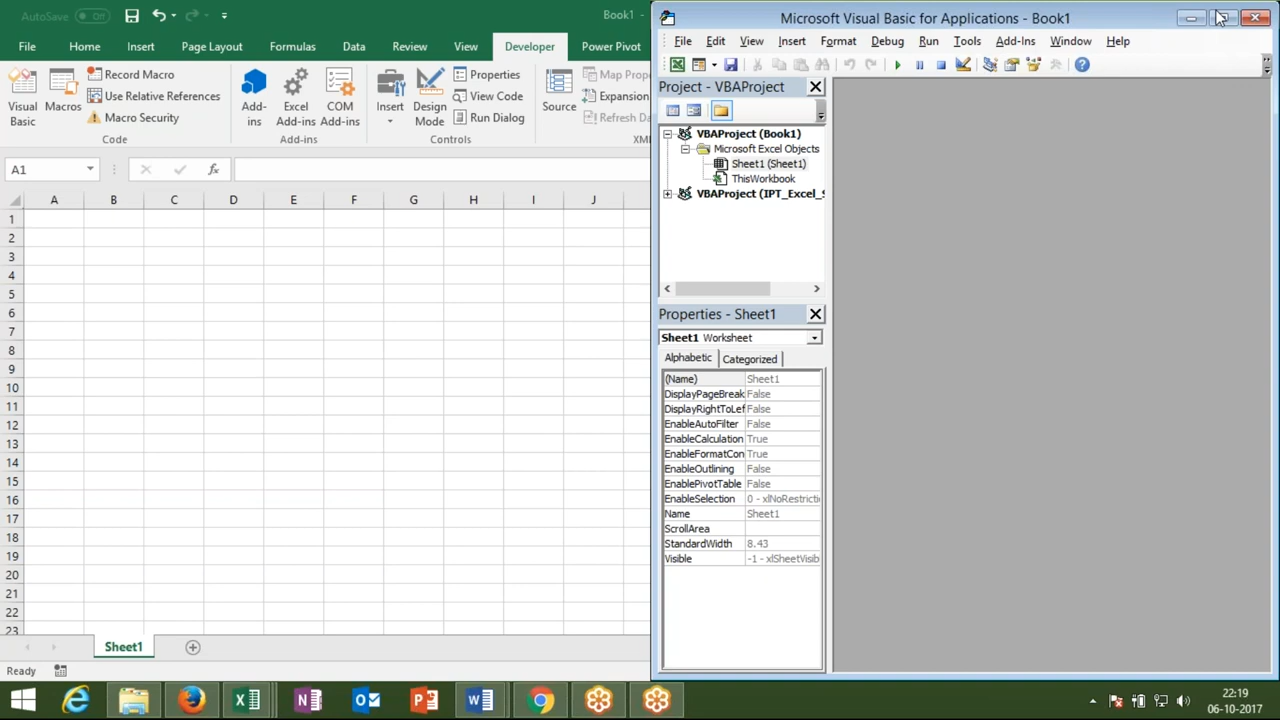 AutoSave Off
Book1 -
File Home Insert Page Layout Formulas Data Review View Developer Power Pivot
Visual Basic
Macros
Record Macro
Use Relative References
Macro Security
Code
Add-ins
Excel Add-ins
COM Add-ins
Add-ins
Insert
Design Mode
Properties
View Code
Run Dialog
Controls
Source
Map Prope
Expansion
Refresh Da
XM
A1
fx
A B C D E F G H I J
1
2
3
4
5
6
7
8
9
10
11
12
13
14
15
16
17
18
19
20
21
22
23
Sheet1
Ready
Microsoft Visual Basic for Applications - Book1
File Edit View Insert Format Debug Run Tools Add-Ins Window Help
Project - VBAProject
VBAProject (Book1)
Microsoft Excel Objects
Sheet1 (Sheet1)
ThisWorkbook
VBAProject (IPT_Excel_S
Properties - Sheet1
Sheet1 Worksheet
Alphabetic Categorized
(Name) Sheet1
DisplayPageBreak False
DisplayRightToLef False
EnableAutoFilter False
EnableCalculation True
EnableFormatCon True
EnableOutlining False
EnablePivotTable False
EnableSelection 0 - xlNoRestricti
Name Sheet1
ScrollArea
StandardWidth 8.43
Visible -1 - xlSheetVisib
22:19
06-10-2017